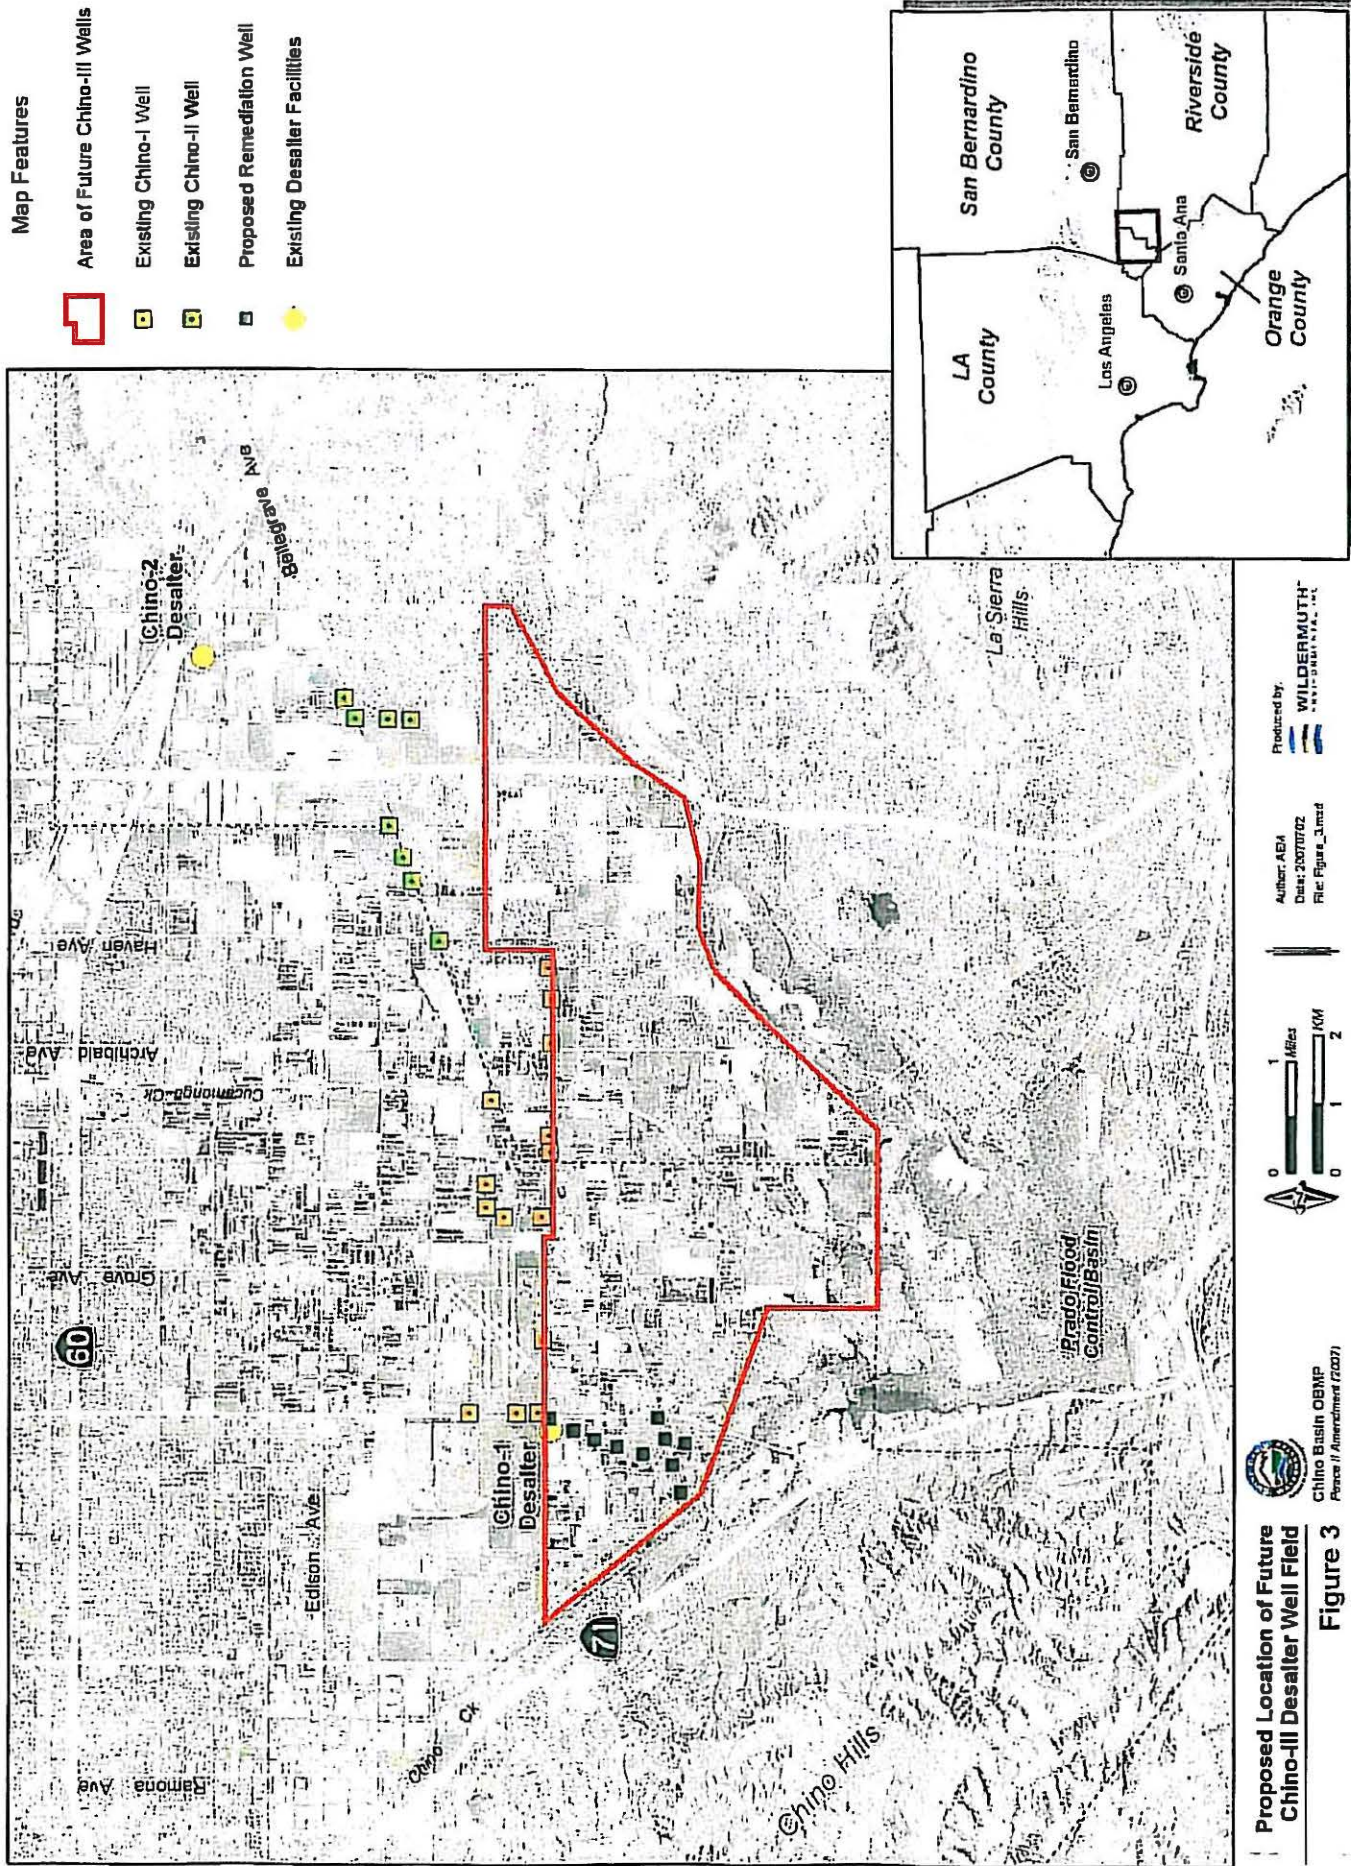 Map Features
Area of Future Chino-III Wells
Existing Chino-I Well
Existing Chino-II Well
Proposed Remediation Well
Existing Desalter Facilities
60
71
Ramona Ave
Edison Ave
Grove Ave
Cucamonga Ck
Archibald Ave
Haven Ave
Bellegrave Ave
Chino-2
Desalter
Chino-1
Desalter
Chino Ck
Chino Hills
Prado Flood
Control Basin
La Sierra
Hills
LA
County
San Bernardino
County
San Bernardino
Los Angeles
Santa Ana
Riverside
County
Orange
County
Proposed Location of Future
Chino-III Desalter Well Field
Figure 3
Chino Basin OBMP
Peace II Amendment (2007)
0 1
Miles
KM
0 1 2
Author: AEM
Date: 20070702
File: Figure_3.mxd
Produced by:
WILDERMUTH